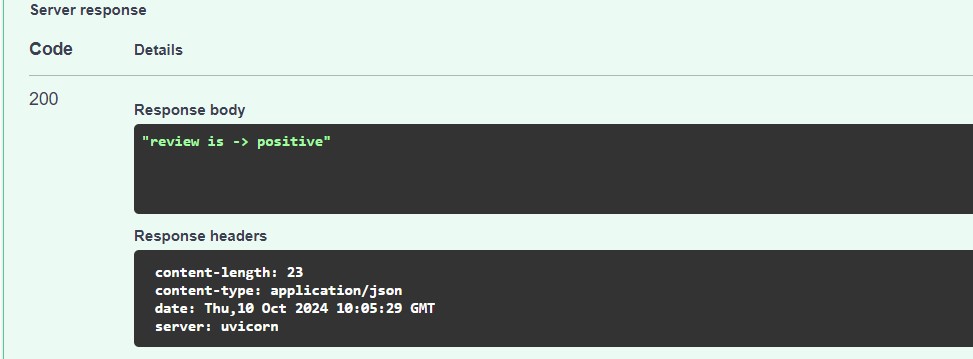 Server response
Code Details
200
Response body
"review is -> positive"
Response headers
content-length: 23
content-type: application/json
date: Thu,10 Oct 2024 10:05:29 GMT
server: uvicorn